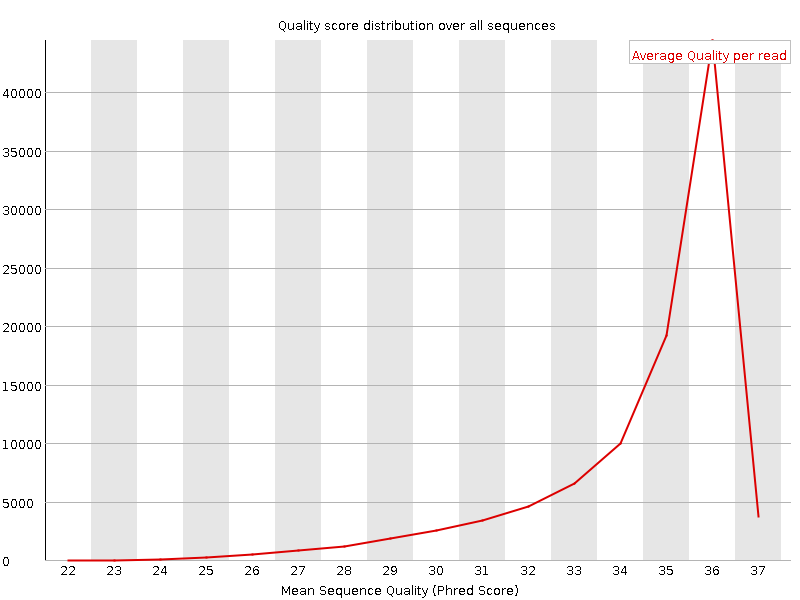 Quality score distribution over all sequences
Average Quality per read
40000
35000
30000
25000
20000
15000
10000
5000
0
22 23 24 25 26 27 28 29 30 31 32 33 34 35 36 37
Mean Sequence Quality (Phred Score)